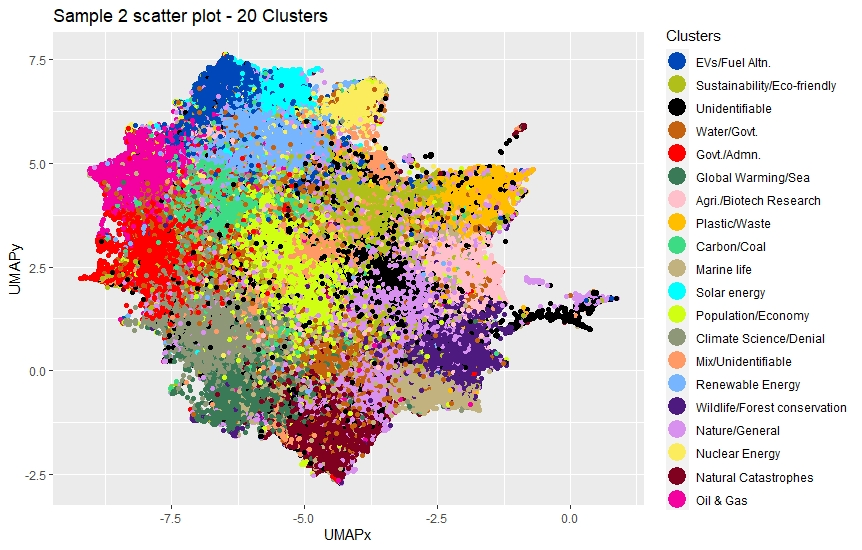 Sample 2 scatter plot - 20 Clusters
7.5
5.0
2.5
0.0
-2.5
UMAPy
-7.5
-5.0
-2.5
0.0
UMAPx
Clusters
EVs/Fuel Altn.
Sustainability/Eco-friendly
Unidentifiable
Water/Govt.
Govt./Admn.
Global Warming/Sea
Agri./Biotech Research
Plastic/Waste
Carbon/Coal
Marine life
Solar energy
Population/Economy
Climate Science/Denial
Mix/Unidentifiable
Renewable Energy
Wildlife/Forest conservation
Nature/General
Nuclear Energy
Natural Catastrophes
Oil & Gas